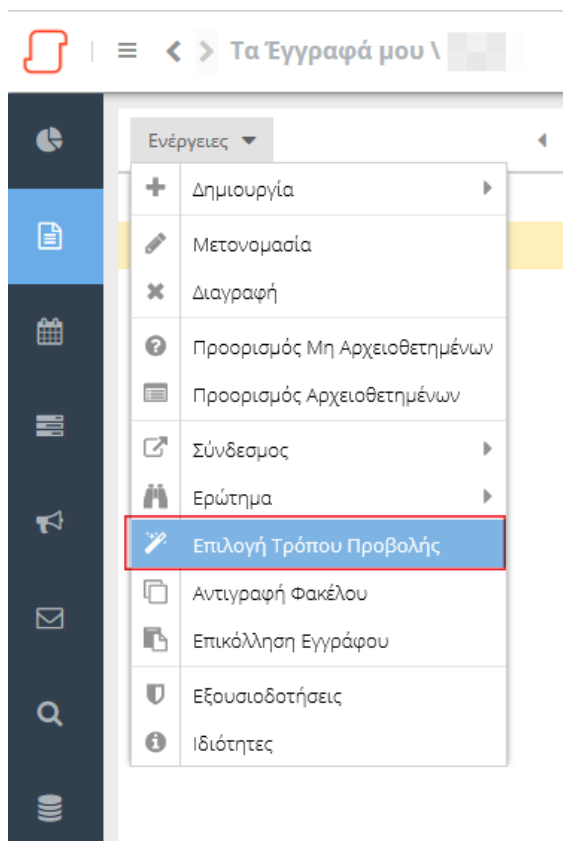 Τα Έγγραφά μου \
Ενέργειες
Δημιουργία
Μετονομασία
Διαγραφή
Προορισμός Μη Αρχειοθετημένων
Προορισμός Αρχειοθετημένων
Σύνδεσμος
Ερώτημα
Επιλογή Τρόπου Προβολής
Αντιγραφή Φακέλου
Επικόλληση Εγγράφου
Εξουσιοδοτήσεις
Ιδιότητες